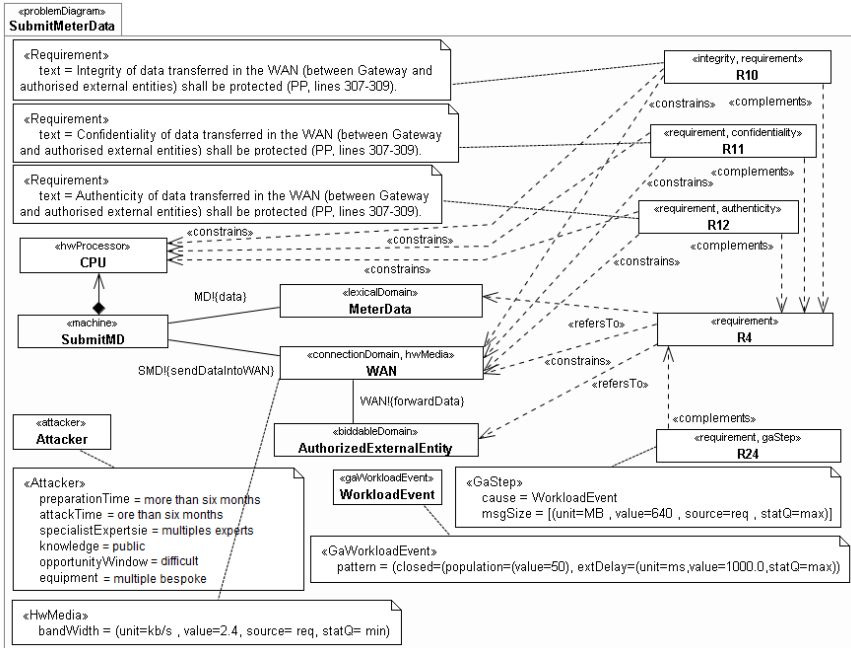 «problemDiagram»
SubmitMeterData
«Requirement»
text = Integrity of data transferred in the WAN (between Gateway and
authorised external entities) shall be protected (PP, lines 307-309).
«integrity, requirement»
R10
«constrains»
«complements»
«Requirement»
text = Confidentiality of data transferred in the WAN (between Gateway
and authorised external entities) shall be protected (PP, lines 307-309).
«requirement, confidentiality»
R11
«complements»
«constrains»
«Requirement»
text = Authenticity of data transferred in the WAN (between Gateway
and authorised external entities) shall be protected (PP, lines 307-309).
«requirement, authenticity»
R12
«constrains»
«constrains»
«complements»
«hwProcessor»
CPU
«constrains»
«constrains»
MD!{data}
«lexicalDomain»
MeterData
«machine»
SubmitMD
«refersTo»
«requirement»
R4
SMD!{sendDataIntoWAN}
«connectionDomain, hwMedia»
WAN
«constrains»
«refersTo»
WAN!{forwardData}
«complements»
«attacker»
Attacker
«biddableDomain»
AuthorizedExternalEntity
«requirement, gaStep»
R24
«Attacker»
preparationTime = more than six months
attackTime = ore than six months
specialistExpertsie = multiples experts
knowledge = public
opportunityWindow = difficult
equipment = multiple bespoke
«gaWorkloadEvent»
WorkloadEvent
«GaStep»
cause = WorkloadEvent
msgSize = [(unit=MB , value=640 , source=req , statQ=max)]
«GaWorkloadEvent»
pattern = (closed=(population=(value=50), extDelay=(unit=ms,value=1000.0,statQ=max))
«HwMedia»
bandWidth = (unit=kb/s , value=2.4, source= req, statQ= min)